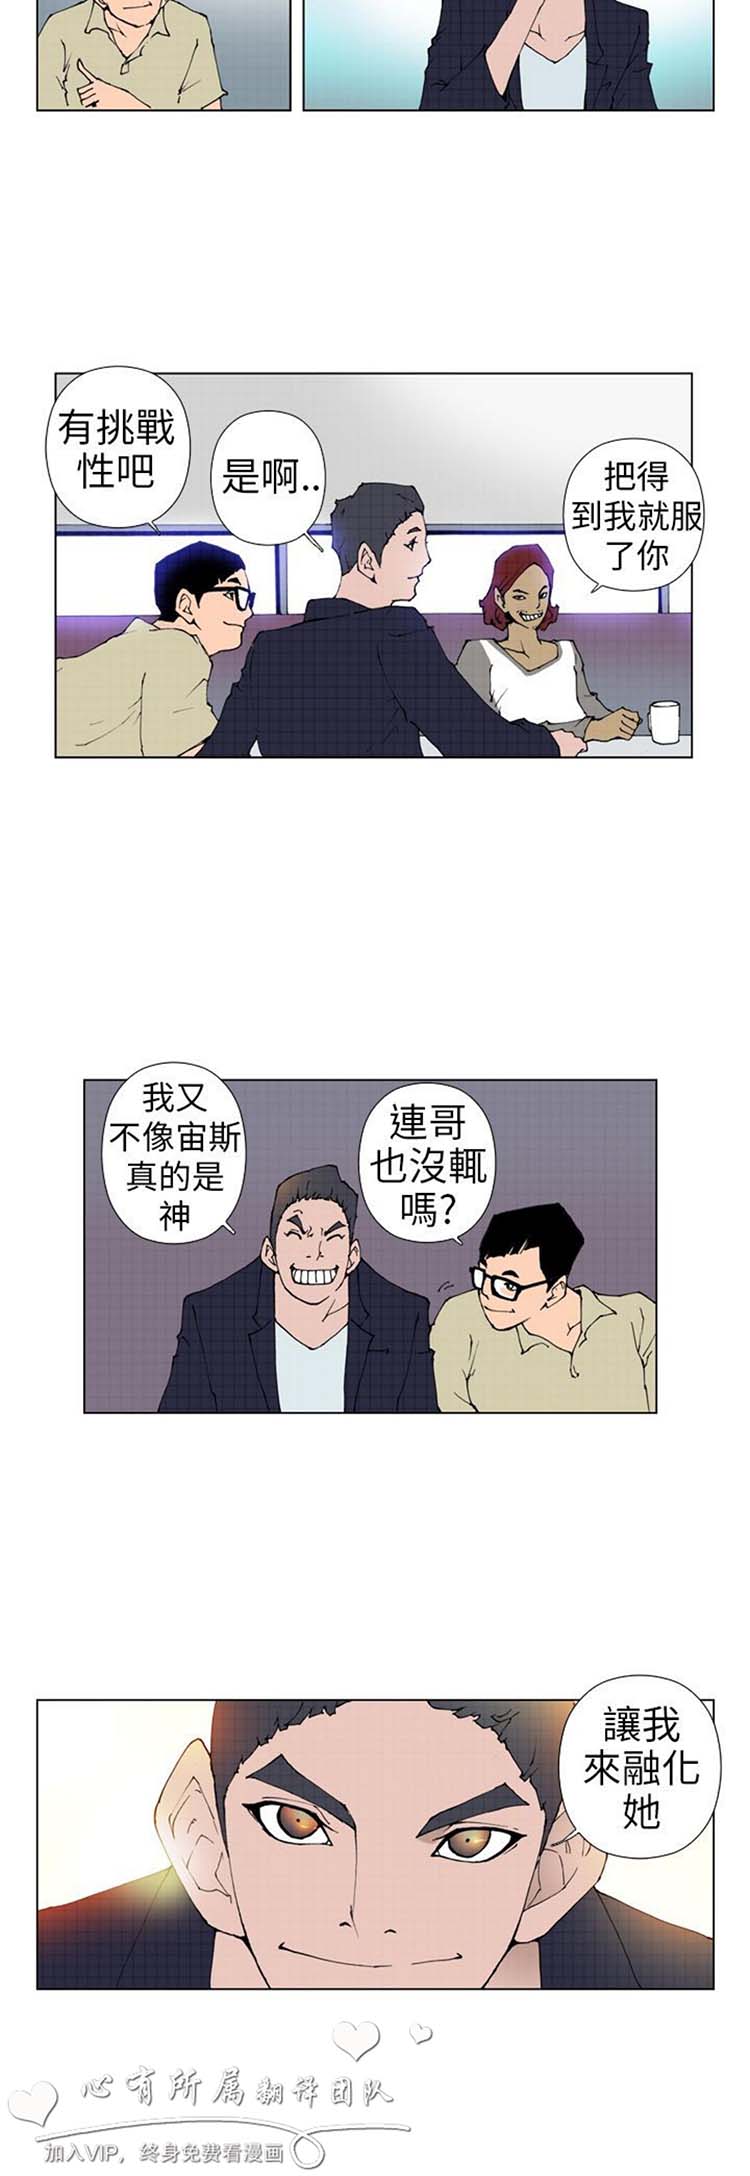 有挑戰
性吧
是啊..
把得
到我就服
了你
我又
不像宙斯
真的是
神
連哥
也沒輒
嗎?
讓我
來融化
她
心有所属翻译团队
加入VIP，终身免费看漫画